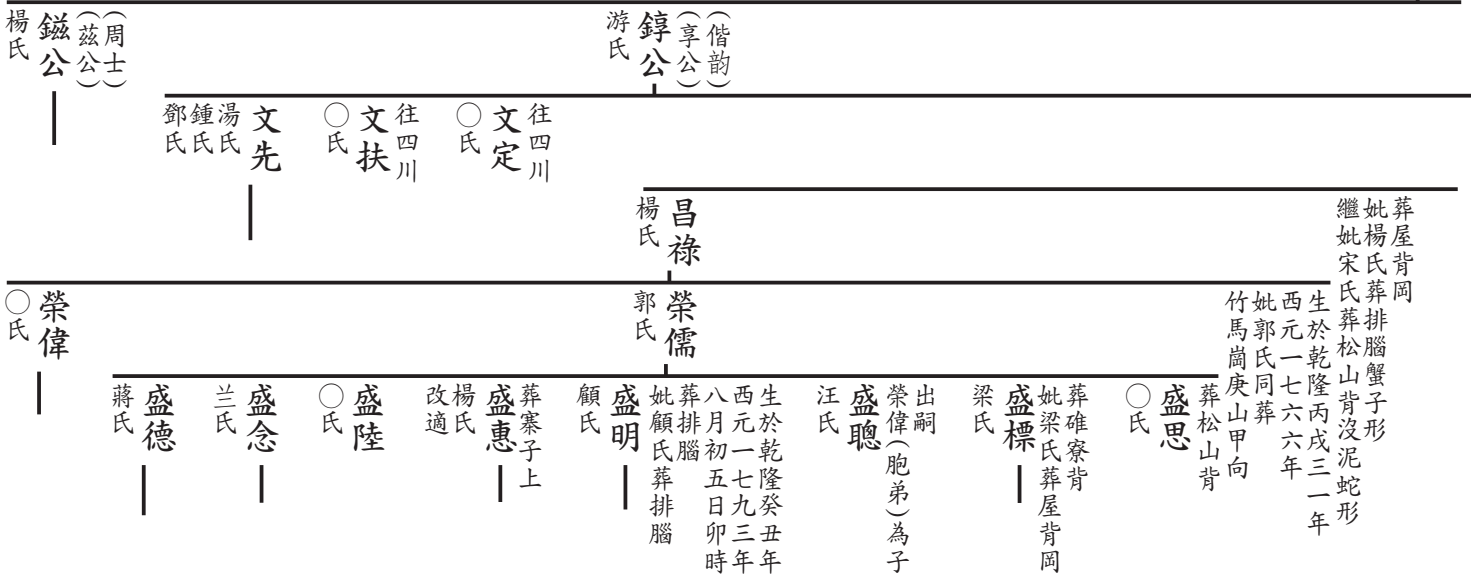 (偕韵)
(享公)
錞公
游氏
(周士)
(茲公)
鎡公
楊氏
往四川
文定
○氏
往四川
文扶
○氏
文先
湯氏
鍾氏
鄧氏
葬屋背岡
妣楊氏葬排腦蟹子形
繼妣宋氏葬松山背沒泥蛇形
昌祿
楊氏
生於乾隆丙戌三一年
西元一七六六年
妣郭氏同葬
竹馬崗庚山甲向
榮儒
郭氏
榮偉
○氏
葬松山背
盛思
○氏
葬碓寮背
妣梁氏葬屋背岡
盛標
梁氏
出嗣
榮偉(胞弟)為子
盛聰
汪氏
生於乾隆癸丑年
西元一七九三年
八月初五日卯時
葬排腦
妣顧氏葬排腦
盛明
顧氏
葬寨子上
盛惠
楊氏
改適
盛陸
○氏
盛念
兰氏
盛德
蔣氏